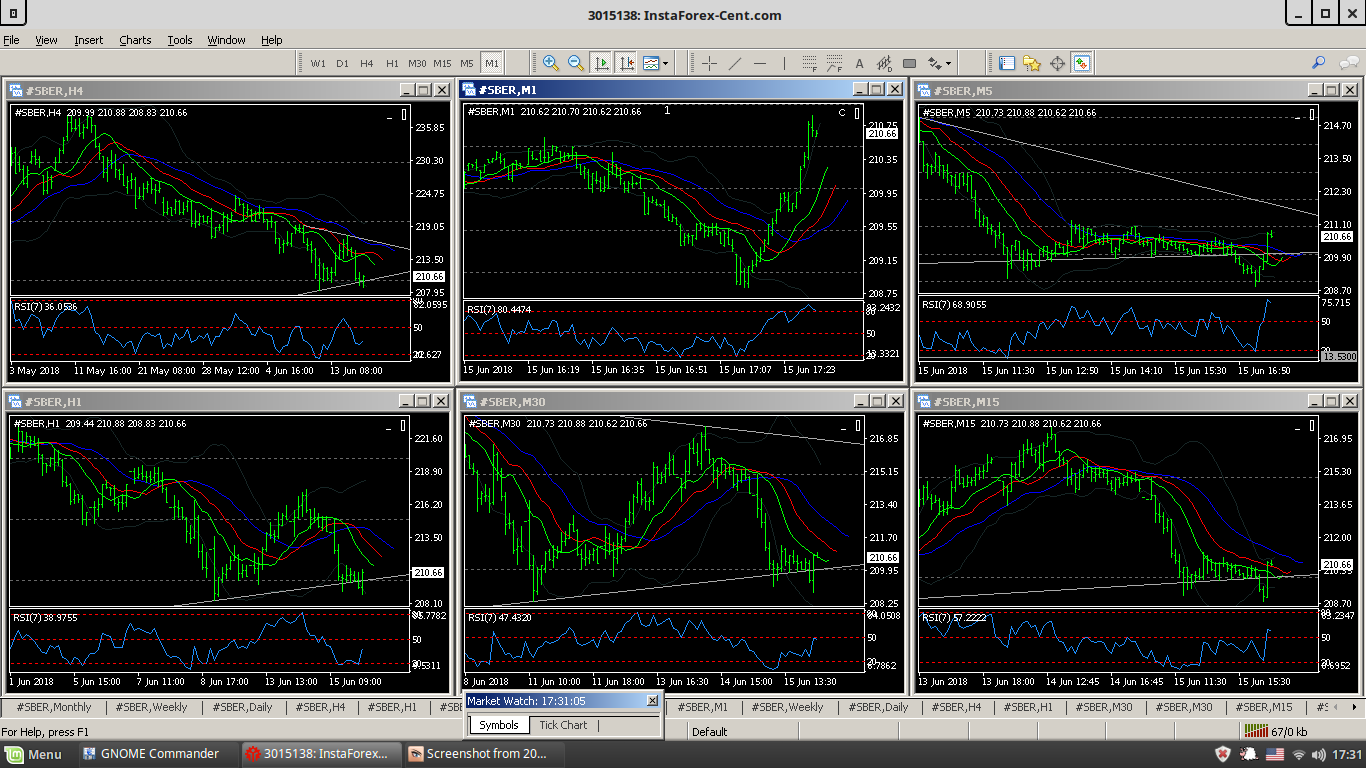 3015138: InstaForex-Cent.com
File View Insert Charts Tools Window Help
W1 D1 H4 H1 M30 M15 M5 M1
#SBER,H4
#SBER,H4 209.99 210.88 208.83 210.66
235.85
230.30
224.75
219.05
213.50
210.66
207.95
RSI(7) 36.0536
82.0595
50
3 May 2018 11 May 16:00 21 May 08:00 28 May 12:00 4 Jun 16:00 13 Jun 08:00
#SBER,M1
#SBER,M1 210.62 210.70 210.62 210.66
1
C
210.75
210.66
210.35
209.95
209.55
209.15
208.75
RSI(7) 80.4474
50
15 Jun 2018 15 Jun 16:19 15 Jun 16:35 15 Jun 16:51 15 Jun 17:07 15 Jun 17:23
#SBER,M5
#SBER,M5 210.73 210.88 210.62 210.66
214.70
213.50
212.30
211.10
210.66
209.90
208.70
RSI(7) 68.9055
75.715
50
13.5300
15 Jun 2018 15 Jun 11:30 15 Jun 12:50 15 Jun 14:10 15 Jun 15:30 15 Jun 16:50
#SBER,H1
#SBER,H1 209.44 210.88 208.83 210.66
221.60
218.90
216.20
213.50
210.66
208.10
RSI(7) 38.9755
50
1 Jun 2018 5 Jun 15:00 7 Jun 11:00 8 Jun 17:00 13 Jun 13:00 15 Jun 09:00
#SBER,M30
#SBER,M30 210.73 210.88 210.62 210.66
216.85
215.15
213.40
211.70
210.66
209.95
208.25
RSI(7) 47.4320
50
20
8 Jun 2018 11 Jun 10:00 11 Jun 18:00 13 Jun 16:00 14 Jun 15:00 15 Jun 13:30
#SBER,M15
#SBER,M15 210.73 210.88 210.62 210.66
216.95
215.30
213.65
212.00
210.66
208.70
RSI(7) 57.2222
50
13 Jun 2018 13 Jun 18:00 14 Jun 12:45 14 Jun 16:45 15 Jun 11:30 15 Jun 15:30
#SBER,Monthly #SBER,Weekly #SBER,Daily #SBER,H4 #SBER,H1 #SB #SBER,M1 #SBER,Weekly #SBER,Daily #SBER,H4 #SBER,H1 #SBER,M30 #SBER,M30 #SBER,M15 #S
Market Watch: 17:31:05
Symbols Tick Chart
For Help, press F1
Default
67/0 kb
Menu
GNOME Commander
3015138: InstaForex...
Screenshot from 20...
17:31